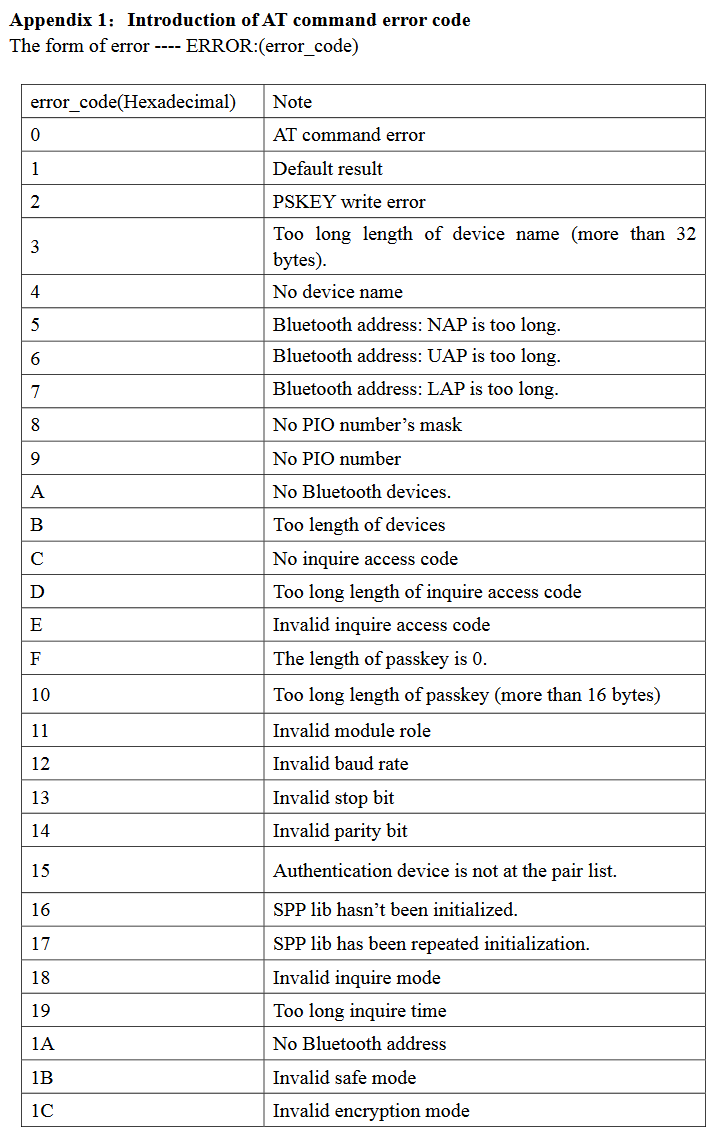 Appendix 1： Introduction of AT command error code
The form of error ---- ERROR:(error_code)
error_code(Hexadecimal) Note
0 AT command error
1 Default result
2 PSKEY write error
3 Too long length of device name (more than 32
bytes).
4 No device name
5 Bluetooth address: NAP is too long.
6 Bluetooth address: UAP is too long.
7 Bluetooth address: LAP is too long.
8 No PIO number’s mask
9 No PIO number
A No Bluetooth devices.
B Too length of devices
C No inquire access code
D Too long length of inquire access code
E Invalid inquire access code
F The length of passkey is 0.
10 Too long length of passkey (more than 16 bytes)
11 Invalid module role
12 Invalid baud rate
13 Invalid stop bit
14 Invalid parity bit
15 Authentication device is not at the pair list.
16 SPP lib hasn’t been initialized.
17 SPP lib has been repeated initialization.
18 Invalid inquire mode
19 Too long inquire time
1A No Bluetooth address
1B Invalid safe mode
1C Invalid encryption mode